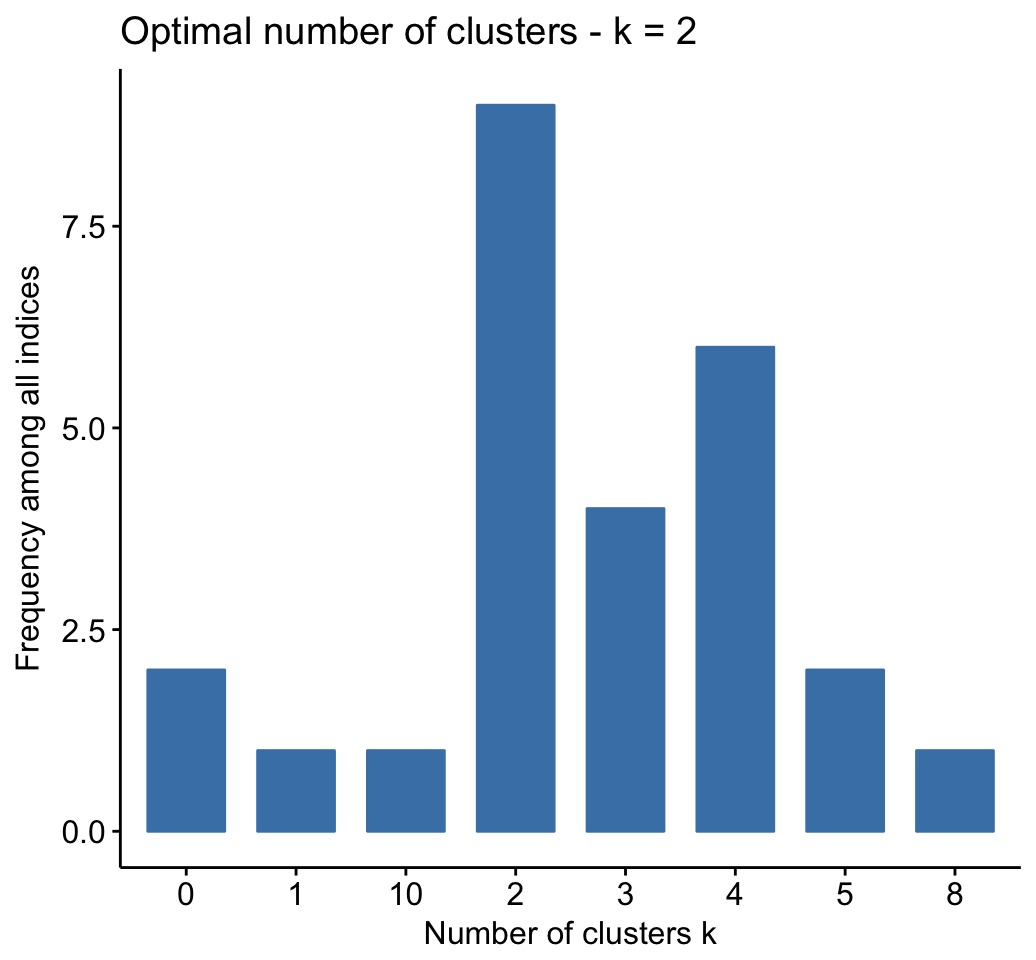 Optimal number of clusters - k = 2
Frequency among all indices
7.5
5.0
2.5
0.0
0 1 10 2 3 4 5 8
Number of clusters k